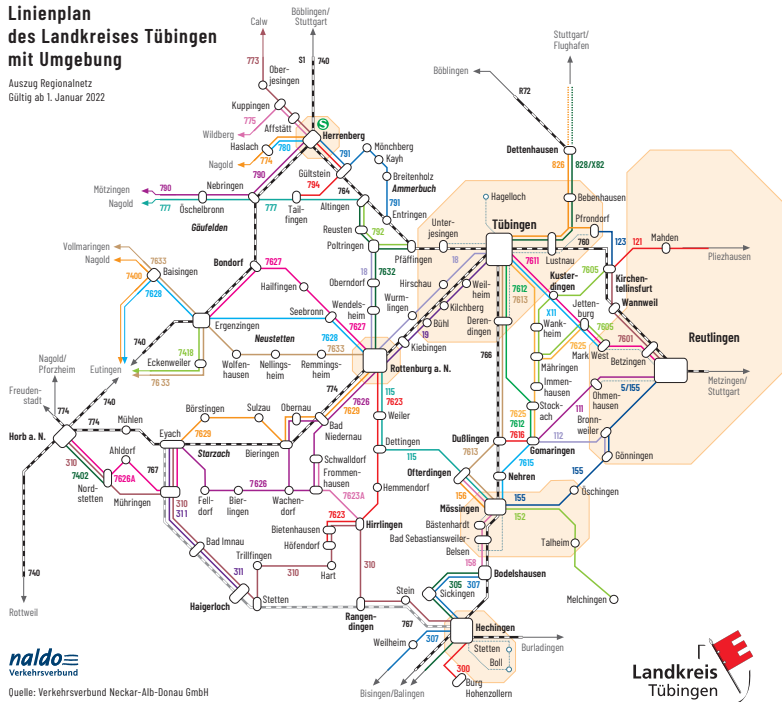 Linienplan
des Landkreises Tübingen
mit Umgebung
Auszug Regionalnetz
Gültig ab 1. Januar 2022
Calw
Böblingen/
Stuttgart
Stuttgart/
Flughafen
Böblingen
S1
740
773
Ober-
jesingen
Kuppingen
775
Affstätt
Wildberg
Haslach
Nagold
774
780
S
Herrenberg
791
Mönchberg
Kayh
Breitenholz
Ammerbuch
791
Entringen
Gültstein
794
764
790
Nebringen
Mötzingen
790
Nagold
777
Öschelbronn
777
Tail-
fingen
Altingen
Gäufelden
Reusten
792
Poltringen
Pfäffingen
Unter-
jesingen
R72
Dettenhausen
826
828/X82
Bebenhausen
Hagelloch
Tübingen
Pfrondorf
Lustnau
760
123
121
Mahden
Pliezhausen
Kirchen-
tellinsfurt
Wannweil
Vollmaringen
7633
Nagold
7400
Baisingen
7628
Bondorf
7627
Hailfingen
Seebronn
7628
7627
Wendels-
heim
Oberndorf
18
7632
18
Hirschau
Wurm-
lingen
Weil-
heim
Kilchberg
Bühl
19
Kiebingen
Rottenburg a. N.
7611
7612
7613
Kuster-
dingen
7605
Jetten-
burg
7605
X11
Wank-
heim
7625
Mark West
7601
Betzingen
Reutlingen
Metzingen/
Stuttgart
Deren-
dingen
766
Mähringen
Immen-
hausen
Stock-
ach
7625
7612
7616
Ohmen-
hausen
111
5/155
Bronn-
weiler
112
Gönningen
Gomaringen
7615
Dußlingen
7613
Nehren
155
Öschingen
155
152
Talheim
Melchingen
Ofterdingen
156
Mössingen
Bästenhardt
Bad Sebastiansweiler-
Belsen
159
Bodelshausen
Ergenzingen
740
7418
Eckenweiler
Eutingen
76 33
Neustetten
Wolfen-
hausen
Nellings-
heim
7633
Remmings-
heim
774
7626
7629
115
7623
Weiler
Dettingen
115
Hemmendorf
Nagold/
Pforzheim
Freuden-
stadt
774
740
774
Horb a. N.
Mühlen
Eyach
Börstingen
7629
Sulzau
Starzach
Bieringen
Obernau
Bad
Niedernau
Schwalldorf
Frommen-
hausen
7623A
310
7402
Nord-
stetten
Ahldorf
7626A
767
Mühringen
310
311
Fell-
dorf
7626
Bier-
lingen
Wachen-
dorf
7623
Bietenhausen
Höfendorf
Hirrlingen
Bad Imnau
311
Trillfingen
310
Hart
310
Haigerloch
Stetten
Rangen-
dingen
Stein
767
305
307
Sickingen
Hechingen
307
Weilheim
Stetten
Boll
300
Burg
Hohenzollern
Burladingen
Bisingen/Balingen
740
Rottweil
naldo
Verkehrsverbund
Quelle: Verkehrsverbund Neckar-Alb-Donau GmbH
Landkreis
Tübingen